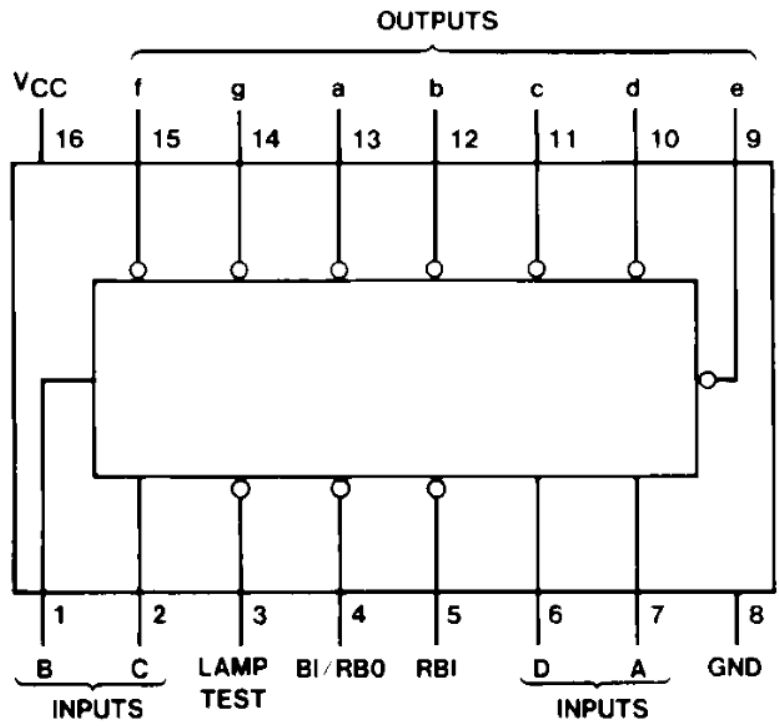 OUTPUTS
VCC f g a b c d e
16 15 14 13 12 11 10 9
1 2 3 4 5 6 7 8
B C LAMP TEST BI/RBO RBI D A GND
INPUTS INPUTS